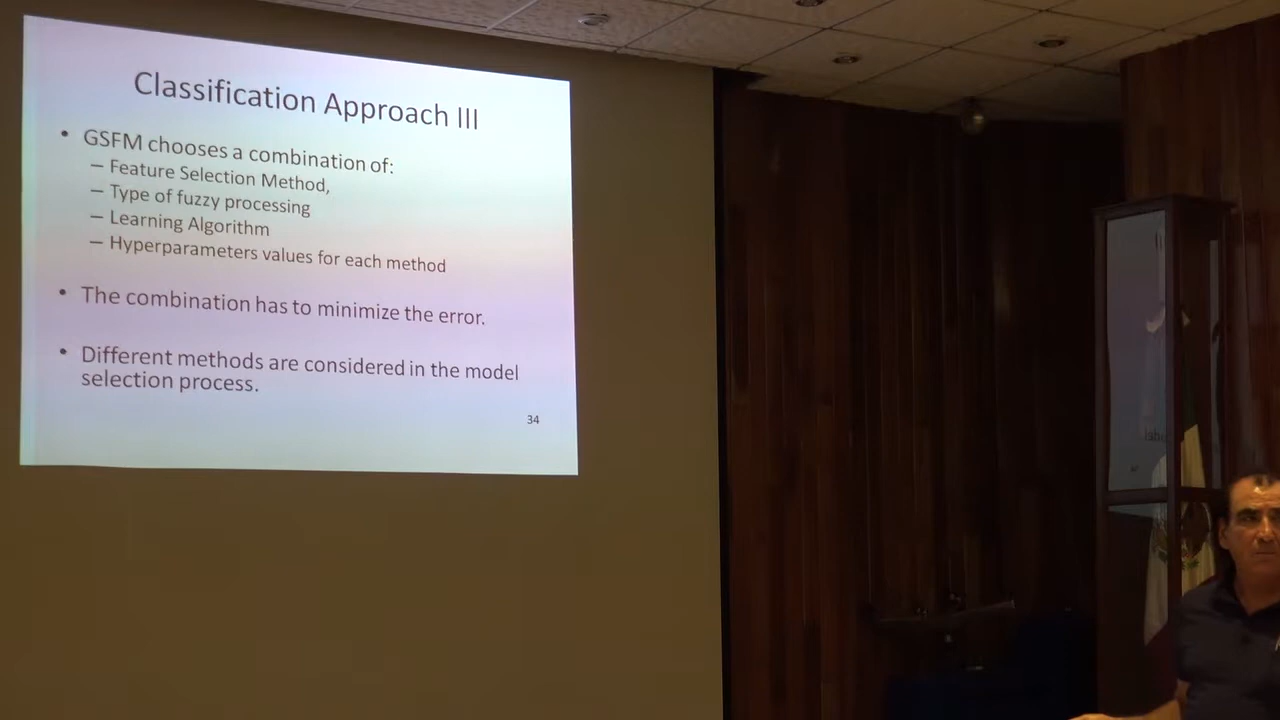 Classification Approach III
• GSFM chooses a combination of:
– Feature Selection Method,
– Type of fuzzy processing
– Learning Algorithm
– Hyperparameters values for each method
• The combination has to minimize the error.
• Different methods are considered in the model
selection process.
34